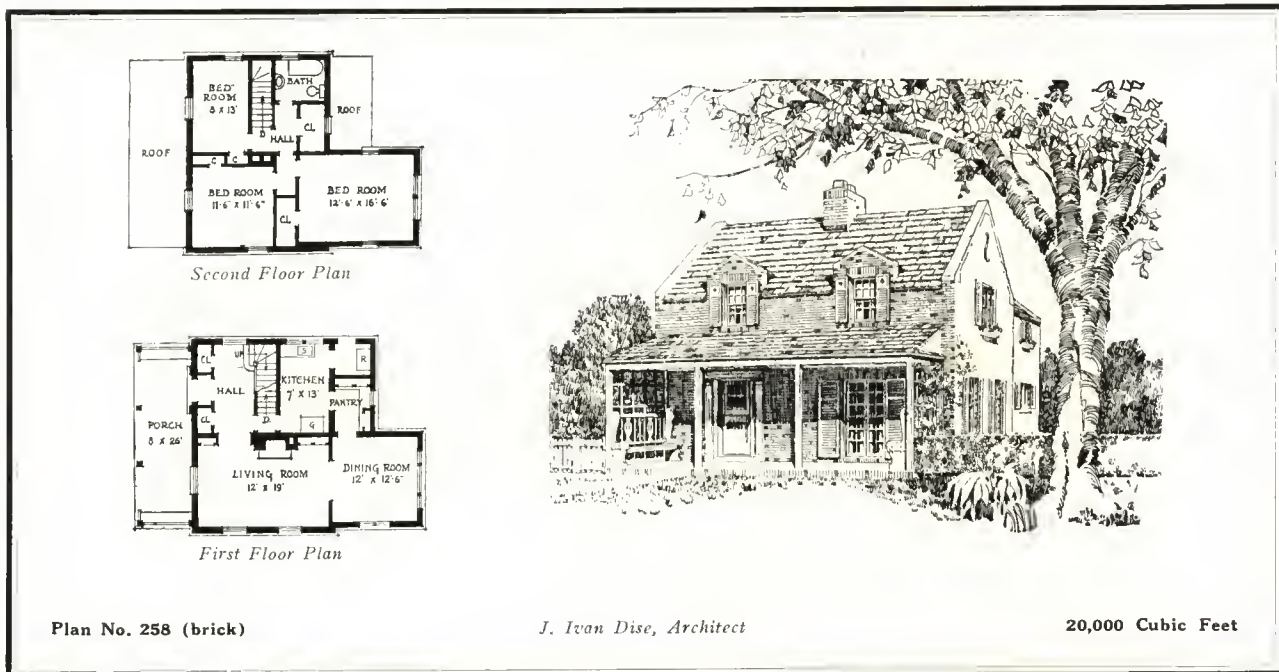 BED
ROOM
8 X 13'
BATH
D
HALL
CL
ROOF
ROOF
C
C
BED ROOM
11'-6" X 11'-6"
CL
BED ROOM
12'-6" X 16'-6"
Second Floor Plan
CL
UP
S
R
HALL
KITCHEN
7' X 13'
PANTRY
CL
D
G
PORCH
8 X 26'
LIVING ROOM
12' X 19'
DINING ROOM
12' X 12'-6"
First Floor Plan
Plan No. 258 (brick)
J. Ivan Dise, Architect
20,000 Cubic Feet